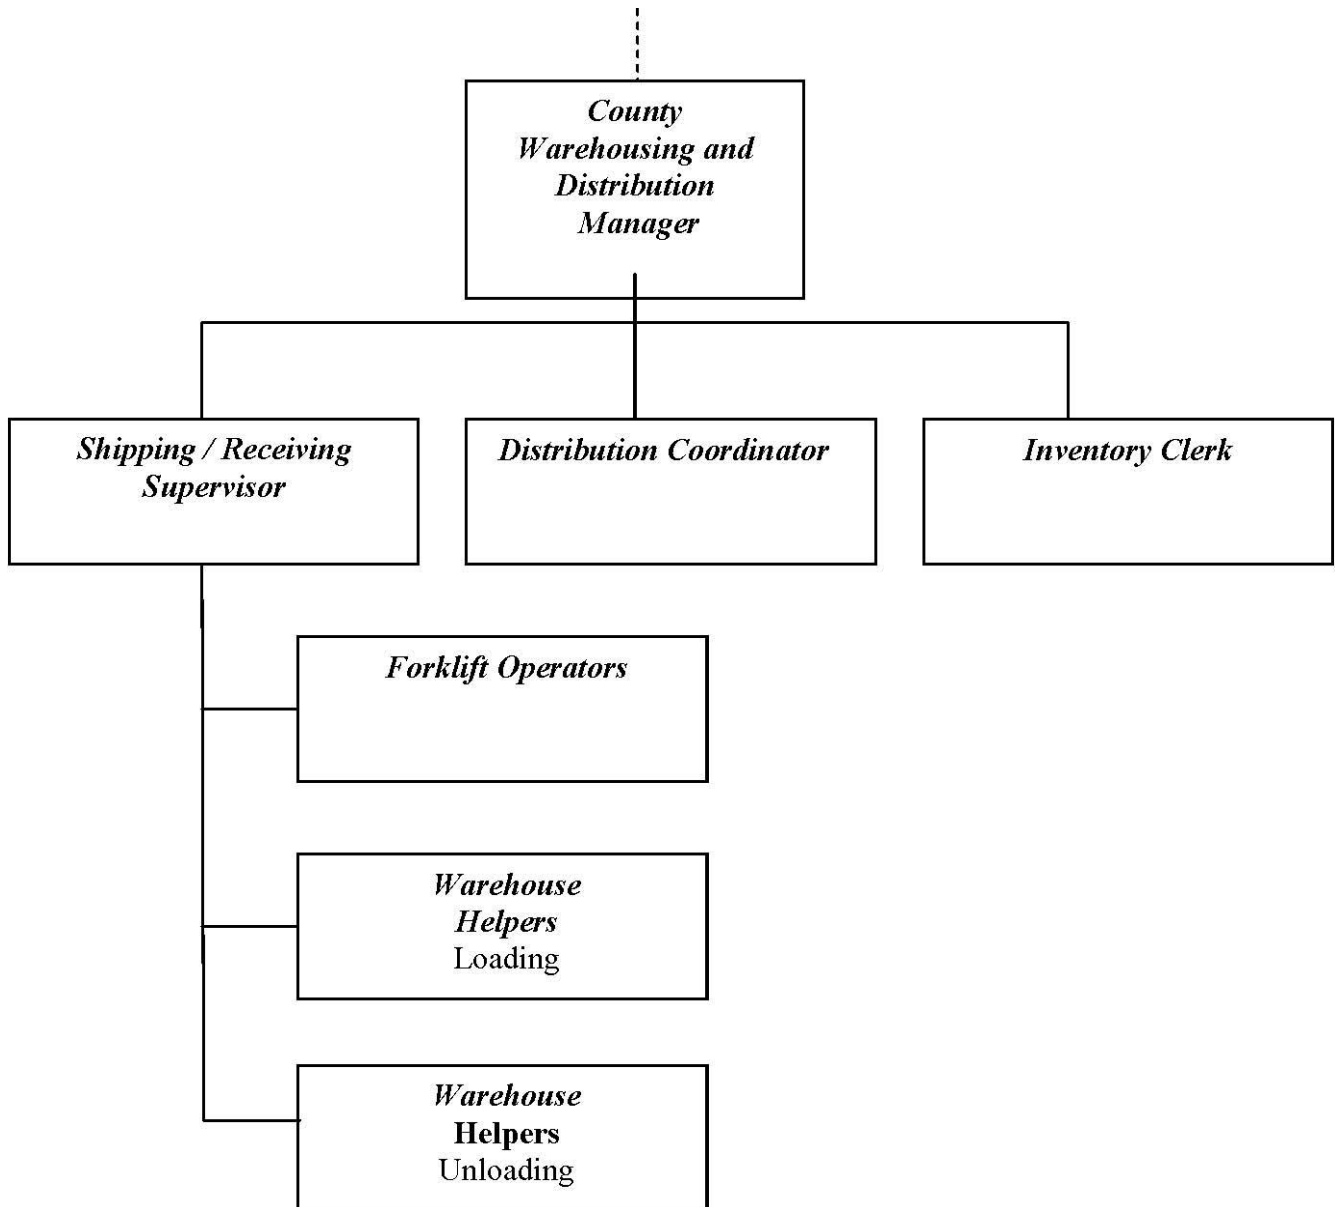 County
Warehousing and
Distribution
Manager
Shipping / Receiving
Supervisor
Distribution Coordinator
Inventory Clerk
Forklift Operators
Warehouse
Helpers
Loading
Warehouse
Helpers
Unloading